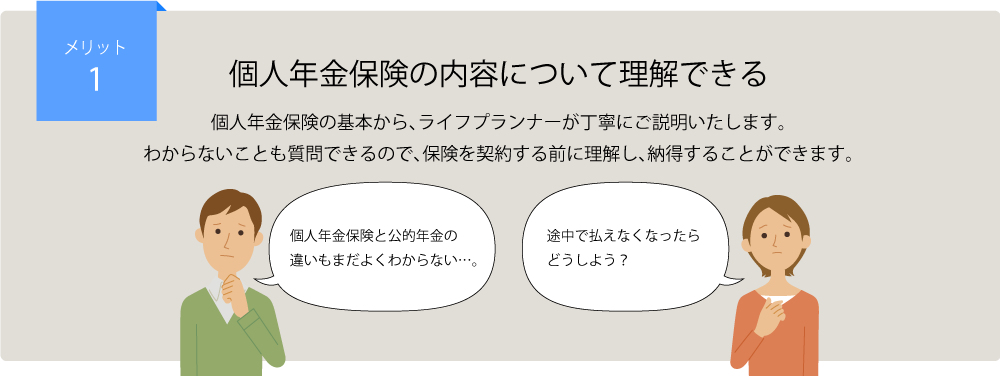 メリット
1
個人年金保険の内容について理解できる
個人年金保険の基本から、ライフプランナーが丁寧にご説明いたします。
わからないことも質問できるので、保険を契約する前に理解し、納得することができます。
個人年金保険と公的年金の
違いもまだよくわからない…。
途中で払えなくなったら
どうしよう？